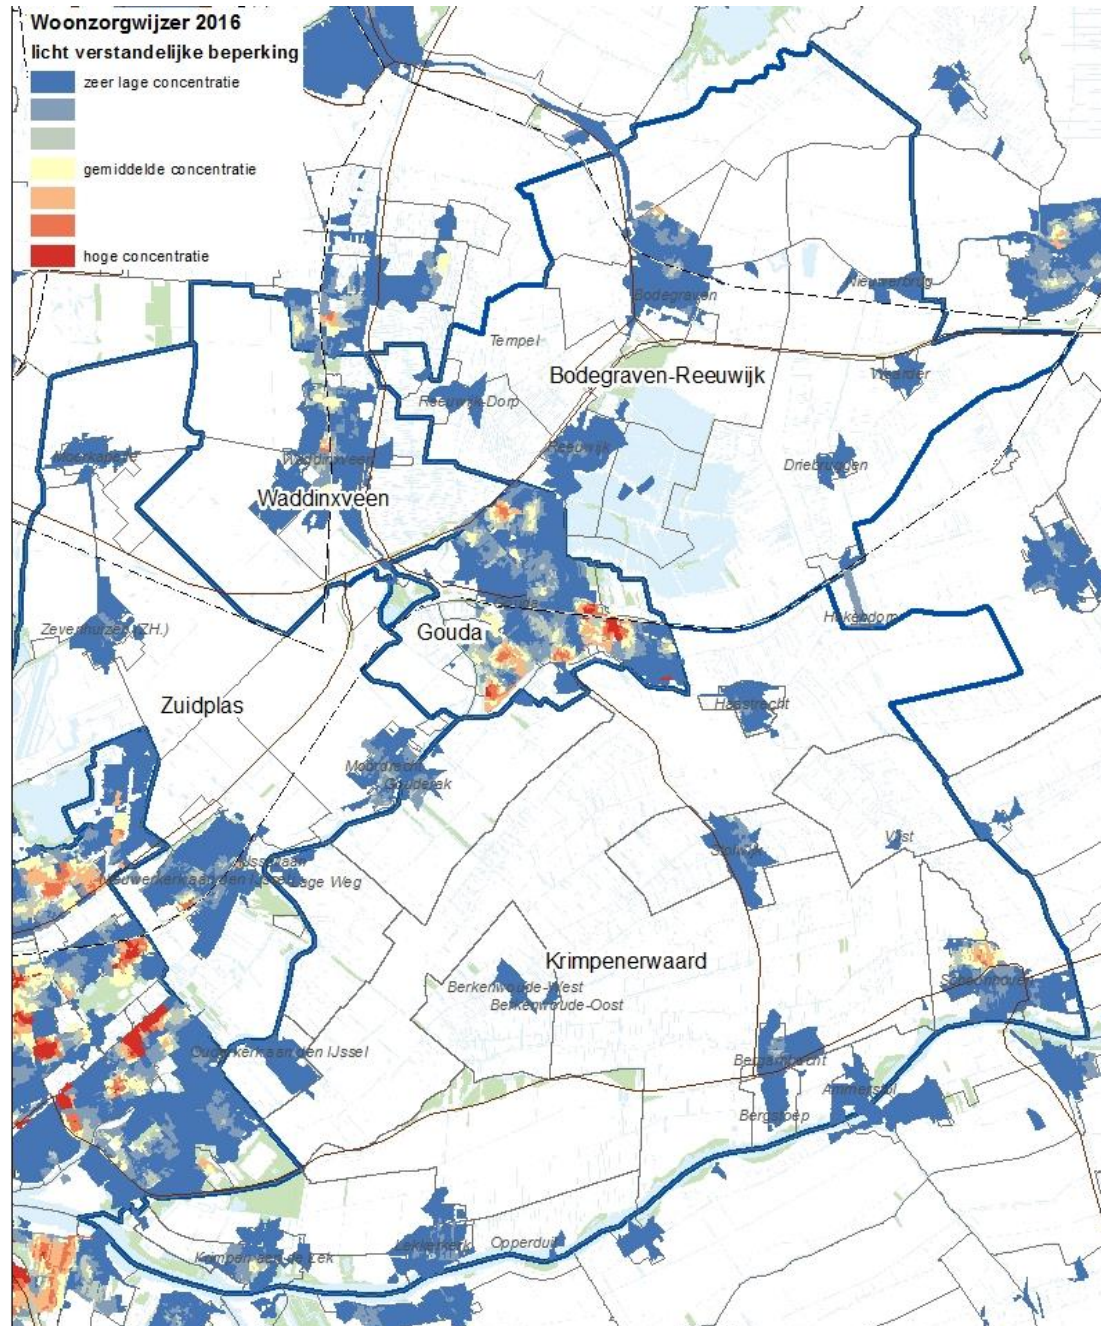 Woonzorgwijzer 2016
licht verstandelijke beperking
zeer lage concentratie
gemiddelde concentratie
hoge concentratie
Bodegraven
Nieuwerbrug
Tempel
Bodegraven-Reeuwijk
Weerder
Reeuwijk-Dorp
Reeuwijk
Moerkapelle
Waddinxveen
Driebruggen
Waddinxveen
Hekendorp
Zevenhuizen (ZH.)
Gouda
Haastrecht
Zuidplas
Moordrecht
Gouderak
Stolwijk
Vlist
Nieuwerkerk aan den IJssel
Lage Weg
Krimpenerwaard
Schoonhoven
Berkenwoude-West
Berkenwoude-Oost
Ouderkerk aan den IJssel
Bergambacht
Ammerstol
Bergstoep
Opperduit
Lekkerkerk
Krimpen aan de Lek